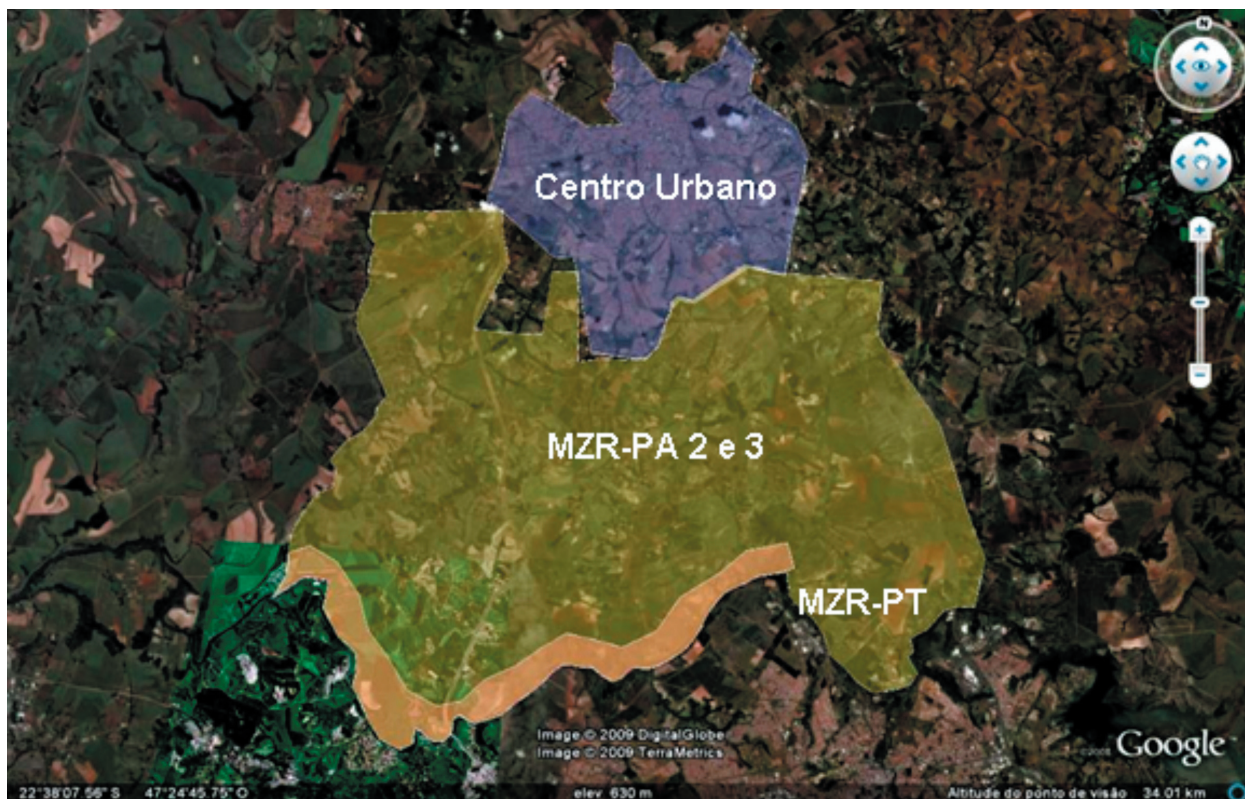 N
Centro Urbano
MZR-PA 2 e 3
MZR-PT
Image © 2009 DigitalGlobe
Image © 2009 TerraMetrics
Google
22°38'07.56" S 47°24'45.75" O elev 630 m Altitude do ponto de visão 34.01 km